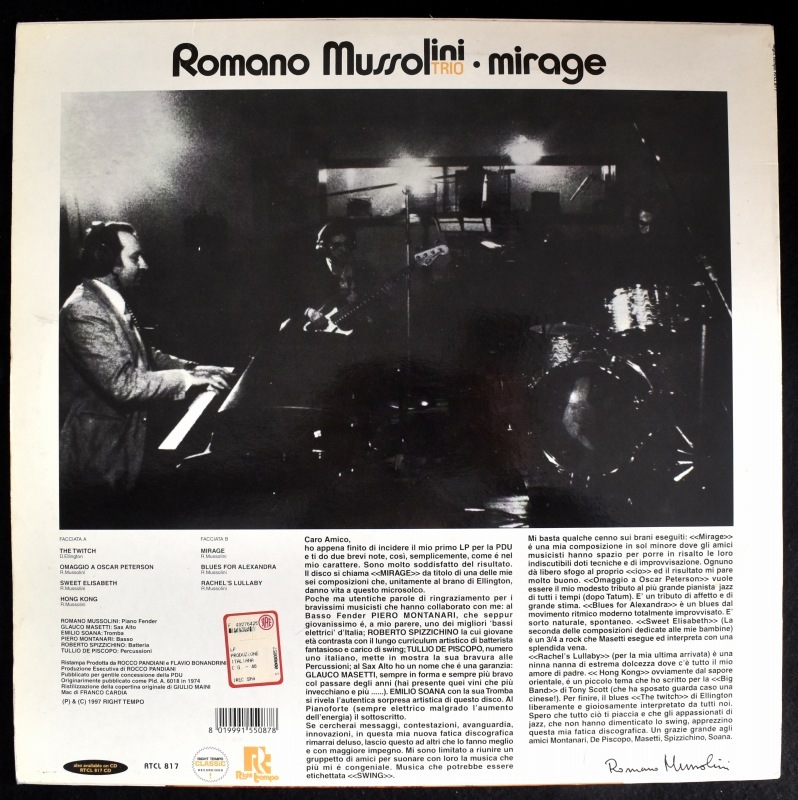 Romano Mussolini
TRIO
· mirage
FACCIATA A
THE TWITCH
D.Ellington
OMAGGIO A OSCAR PETERSON
R.Mussolini
SWEET ELISABETH
R.Mussolini
HONG KONG
R.Mussolini
FACCIATA B
MIRAGE
R.Mussolini
BLUES FOR ALEXANDRA
R.Mussolini
RACHEL'S LULLABY
R.Mussolini
ROMANO MUSSOLINI: Piano Fender
GLAUCO MASETTI: Sax Alto
EMILIO SOANA: Tromba
PIERO MONTANARI: Basso
ROBERTO SPIZZICHINO: Batteria
TULLIO DE PISCOPO: Percussioni
Ristampa Prodotta da ROCCO PANDIANI e FLAVIO BONANDRINI
Produzione Esecutiva di ROCCO PANDIANI
Pubblicato per gentile concessione della PDU
Originarimente pubblicato come Pld. A. 6018 in 1974
Ristilizzazione della copertina originale di GIULIO MAINI
Mac di FRANCO CARDIA
(P) & (C) 1997 RIGHT TEMPO
LP
PRODUZIONE
ITALIANA
8 019991 550878
also available on CD
RTCL 817 CD
RTCL 817
RIGHT TEMPO
CLASSIC
RECORDINGS
Right tempo
Caro Amico,
ho appena finito di incidere il mio primo LP per la PDU
e ti do due brevi note, così, semplicemente, come é nel
mio carattere. Sono molto soddisfatto del risultato.
Il disco si chiama <<MIRAGE>> da titolo di una delle mie
sei composizioni che, unitamente al brano di Ellington,
danno vita a questo microsolco.
Poche ma autentiche parole di ringraziamento per i
bravissimi musicisti che hanno collaborato con me: al
Basso Fender PIERO MONTANARI, che seppur
giovanissimo é, a mio parere, uno dei migliori 'bassi
elettrici' d'Italia; ROBERTO SPIZZICHINO la cui giovane
età contrasta con il lungo curriculum artistico di batterista
fantasioso e carico di swing; TULLIO DE PISCOPO, numero
uno italiano, mette in mostra la sua bravura alle
Percussioni; al Sax Alto ho un nome che è una garanzia:
GLAUCO MASETTI, sempre in forma e sempre più bravo
col passare degli anni (hai presente quei vini che più
invecchiano e più ......). EMILIO SOANA con la sua Tromba
si rivela l'autentica sorpresa artistica di questo disco. Al
Pianoforte (sempre elettrico malgrado l'aumento
dell'energia) il sottoscritto.
Se cercherai messaggi, contestazioni, avanguardia,
innovazioni, in questa mia nuova fatica discografica
rimarrai deluso, lascio questo ad altri che lo fanno meglio
e con maggiore impegno. Mi sono limitato a riunire un
gruppetto di amici per suonare con loro la musica che
più mi é congeniale. Musica che potrebbe essere
etichettata <<SWING>>.
Mi basta qualche cenno sui brani eseguiti: <<Mirage>>
é una mia composizione in sol minore dove gli amici
musicisti hanno spazio per porre in risalto le loro
indiscutibili doti tecniche e di improvvisazione. Ognuno
dà libero sfogo al proprio <<io>> ed il risultato mi pare
molto buono. <<Omaggio a Oscar Peterson>> vuole
essere il mio modesto tributo al più grande pianista jazz
di tutti i tempi (dopo Tatum). E' un tributo di affetto e di
grande stima. <<Blues for Alexandra>> è un blues dal
movimento ritmico moderno totalmente improvvisato. E'
sorto naturale, spontaneo. <<Sweet Elisabeth>> (La
seconda delle composizioni dedicate alle mie bambine)
è un 3/4 a rock che Masetti esegue ed interpreta con una
splendida vena.
<<Rachel's Lullaby>> (per la mia ultima arrivata) è una
ninna nanna di estrema dolcezza dove c'è tutto il mio
amore di padre. << Hong Kong>> ovviamente dal sapore
orientale, è un piccolo tema che ho scritto per la <<Big
Band>> di Tony Scott (che ha sposato guarda caso una
cinese!). Per finire, il blues <<The twitch>> di Ellington
liberamente e gioiosamente interpretato da tutti noi.
Spero che tutto ciò ti piaccia e che gli appassionati di
jazz, che non hanno dimenticato lo swing, apprezzino
questa mia fatica discografica. Un grazie grande agli
amici Montanari, De Piscopo, Masetti, Spizzichino, Soana.
Romano Mussolini